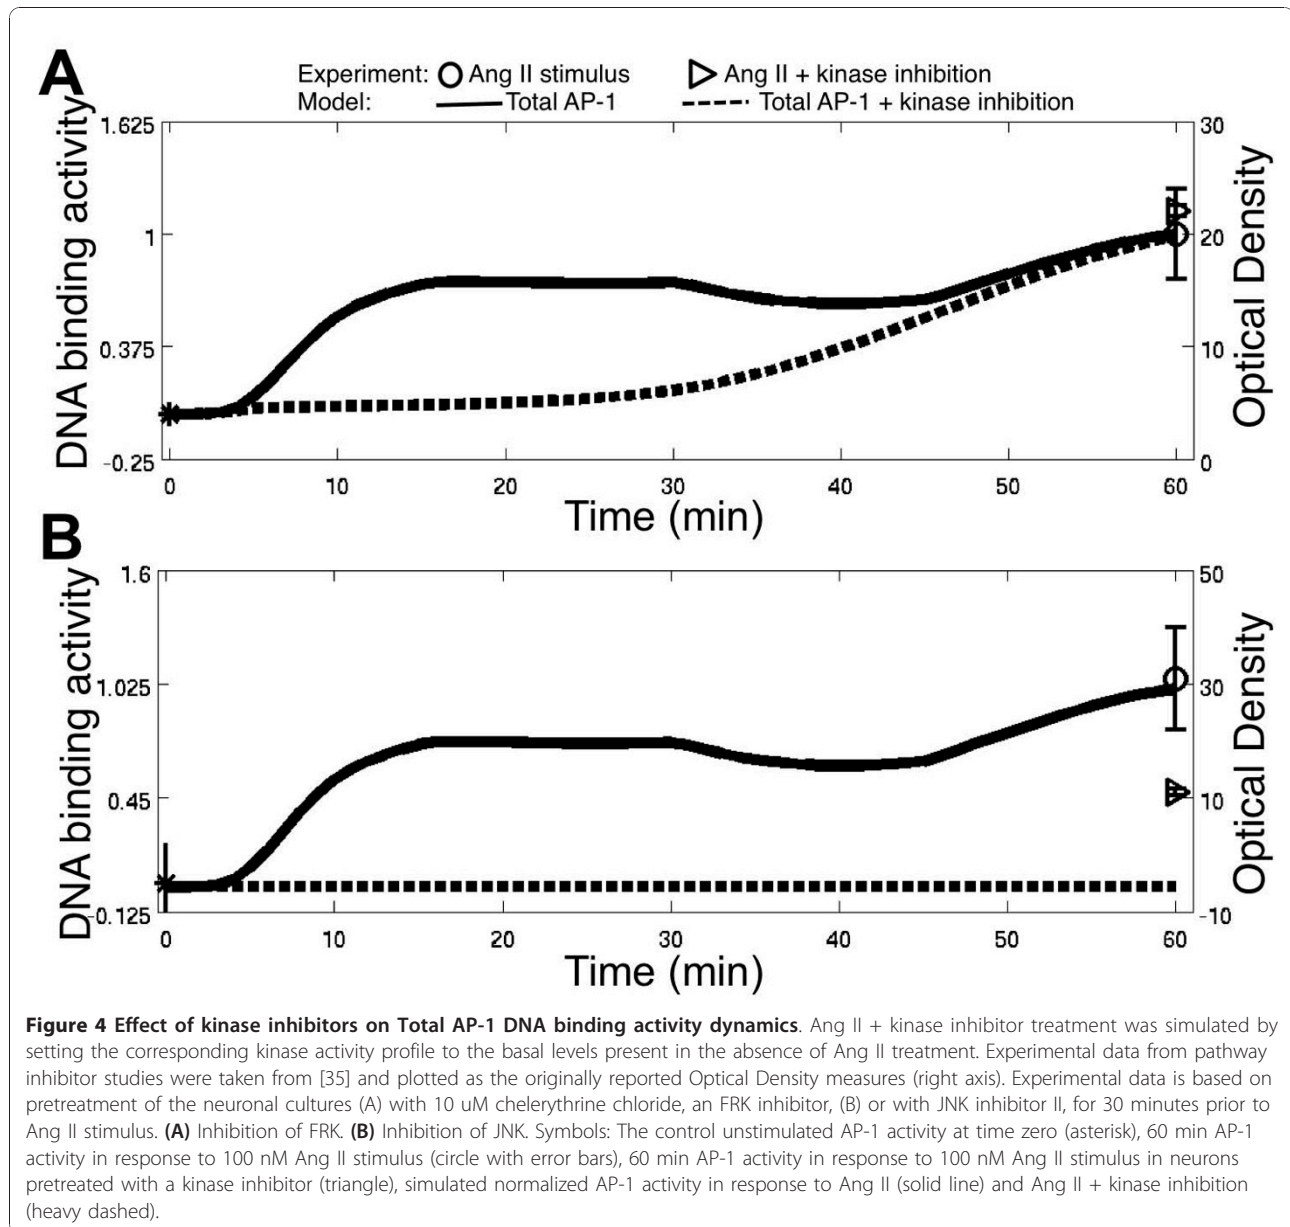 A
Experiment: Ang II stimulus Ang II + kinase inhibition
Model: Total AP-1 Total AP-1 + kinase inhibition
DNA binding activity
1.625
1
0.375
-0.25
30
20
10
0
Optical Density
0 10 20 30 40 50 60
Time (min)
B
DNA binding activity
1.6
1.025
0.45
-0.125
50
30
10
-10
Optical Density
0 10 20 30 40 50 60
Time (min)
Figure 4 Effect of kinase inhibitors on Total AP-1 DNA binding activity dynamics. Ang II + kinase inhibitor treatment was simulated by
setting the corresponding kinase activity profile to the basal levels present in the absence of Ang II treatment. Experimental data from pathway
inhibitor studies were taken from [35] and plotted as the originally reported Optical Density measures (right axis). Experimental data is based on
pretreatment of the neuronal cultures (A) with 10 uM chelerythrine chloride, an FRK inhibitor, (B) or with JNK inhibitor II, for 30 minutes prior to
Ang II stimulus. (A) Inhibition of FRK. (B) Inhibition of JNK. Symbols: The control unstimulated AP-1 activity at time zero (asterisk), 60 min AP-1
activity in response to 100 nM Ang II stimulus (circle with error bars), 60 min AP-1 activity in response to 100 nM Ang II stimulus in neurons
pretreated with a kinase inhibitor (triangle), simulated normalized AP-1 activity in response to Ang II (solid line) and Ang II + kinase inhibition
(heavy dashed).